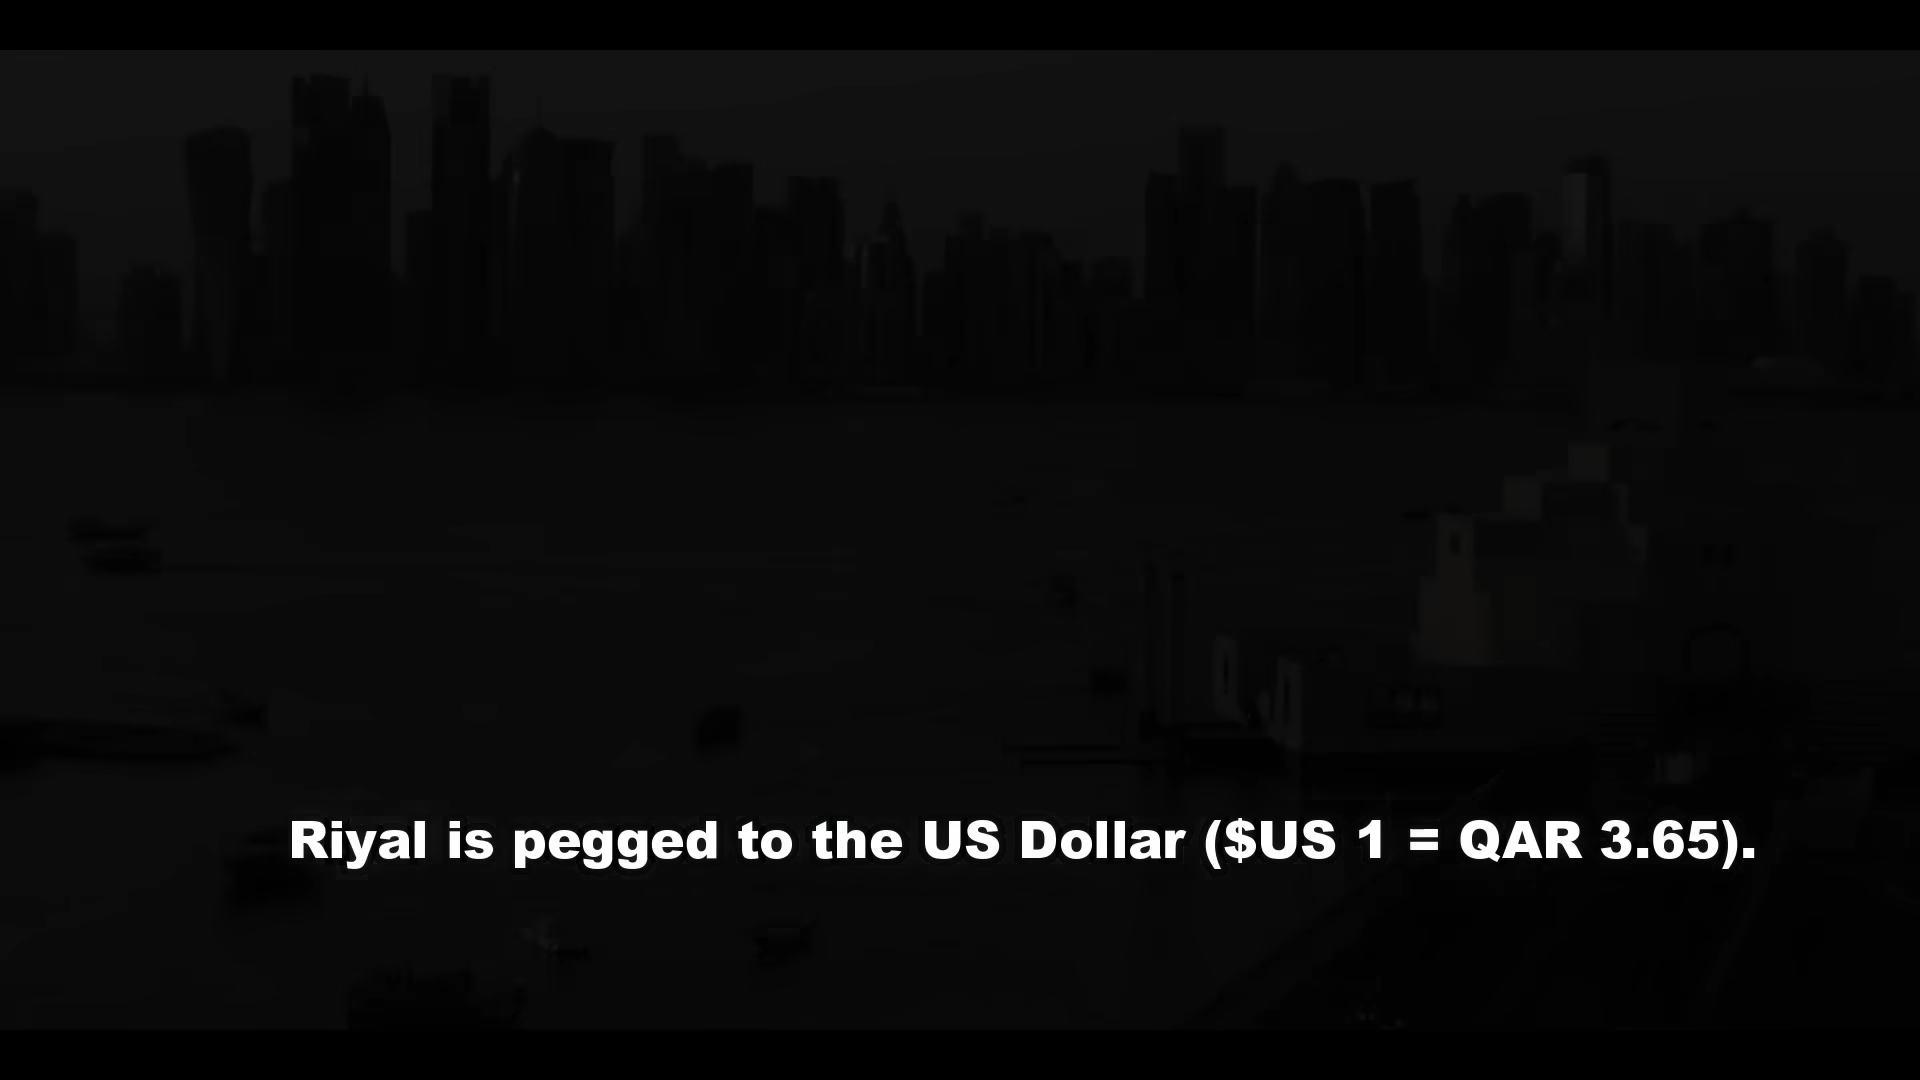 Riyal is pegged to the US Dollar ($US 1 = QAR 3.65).